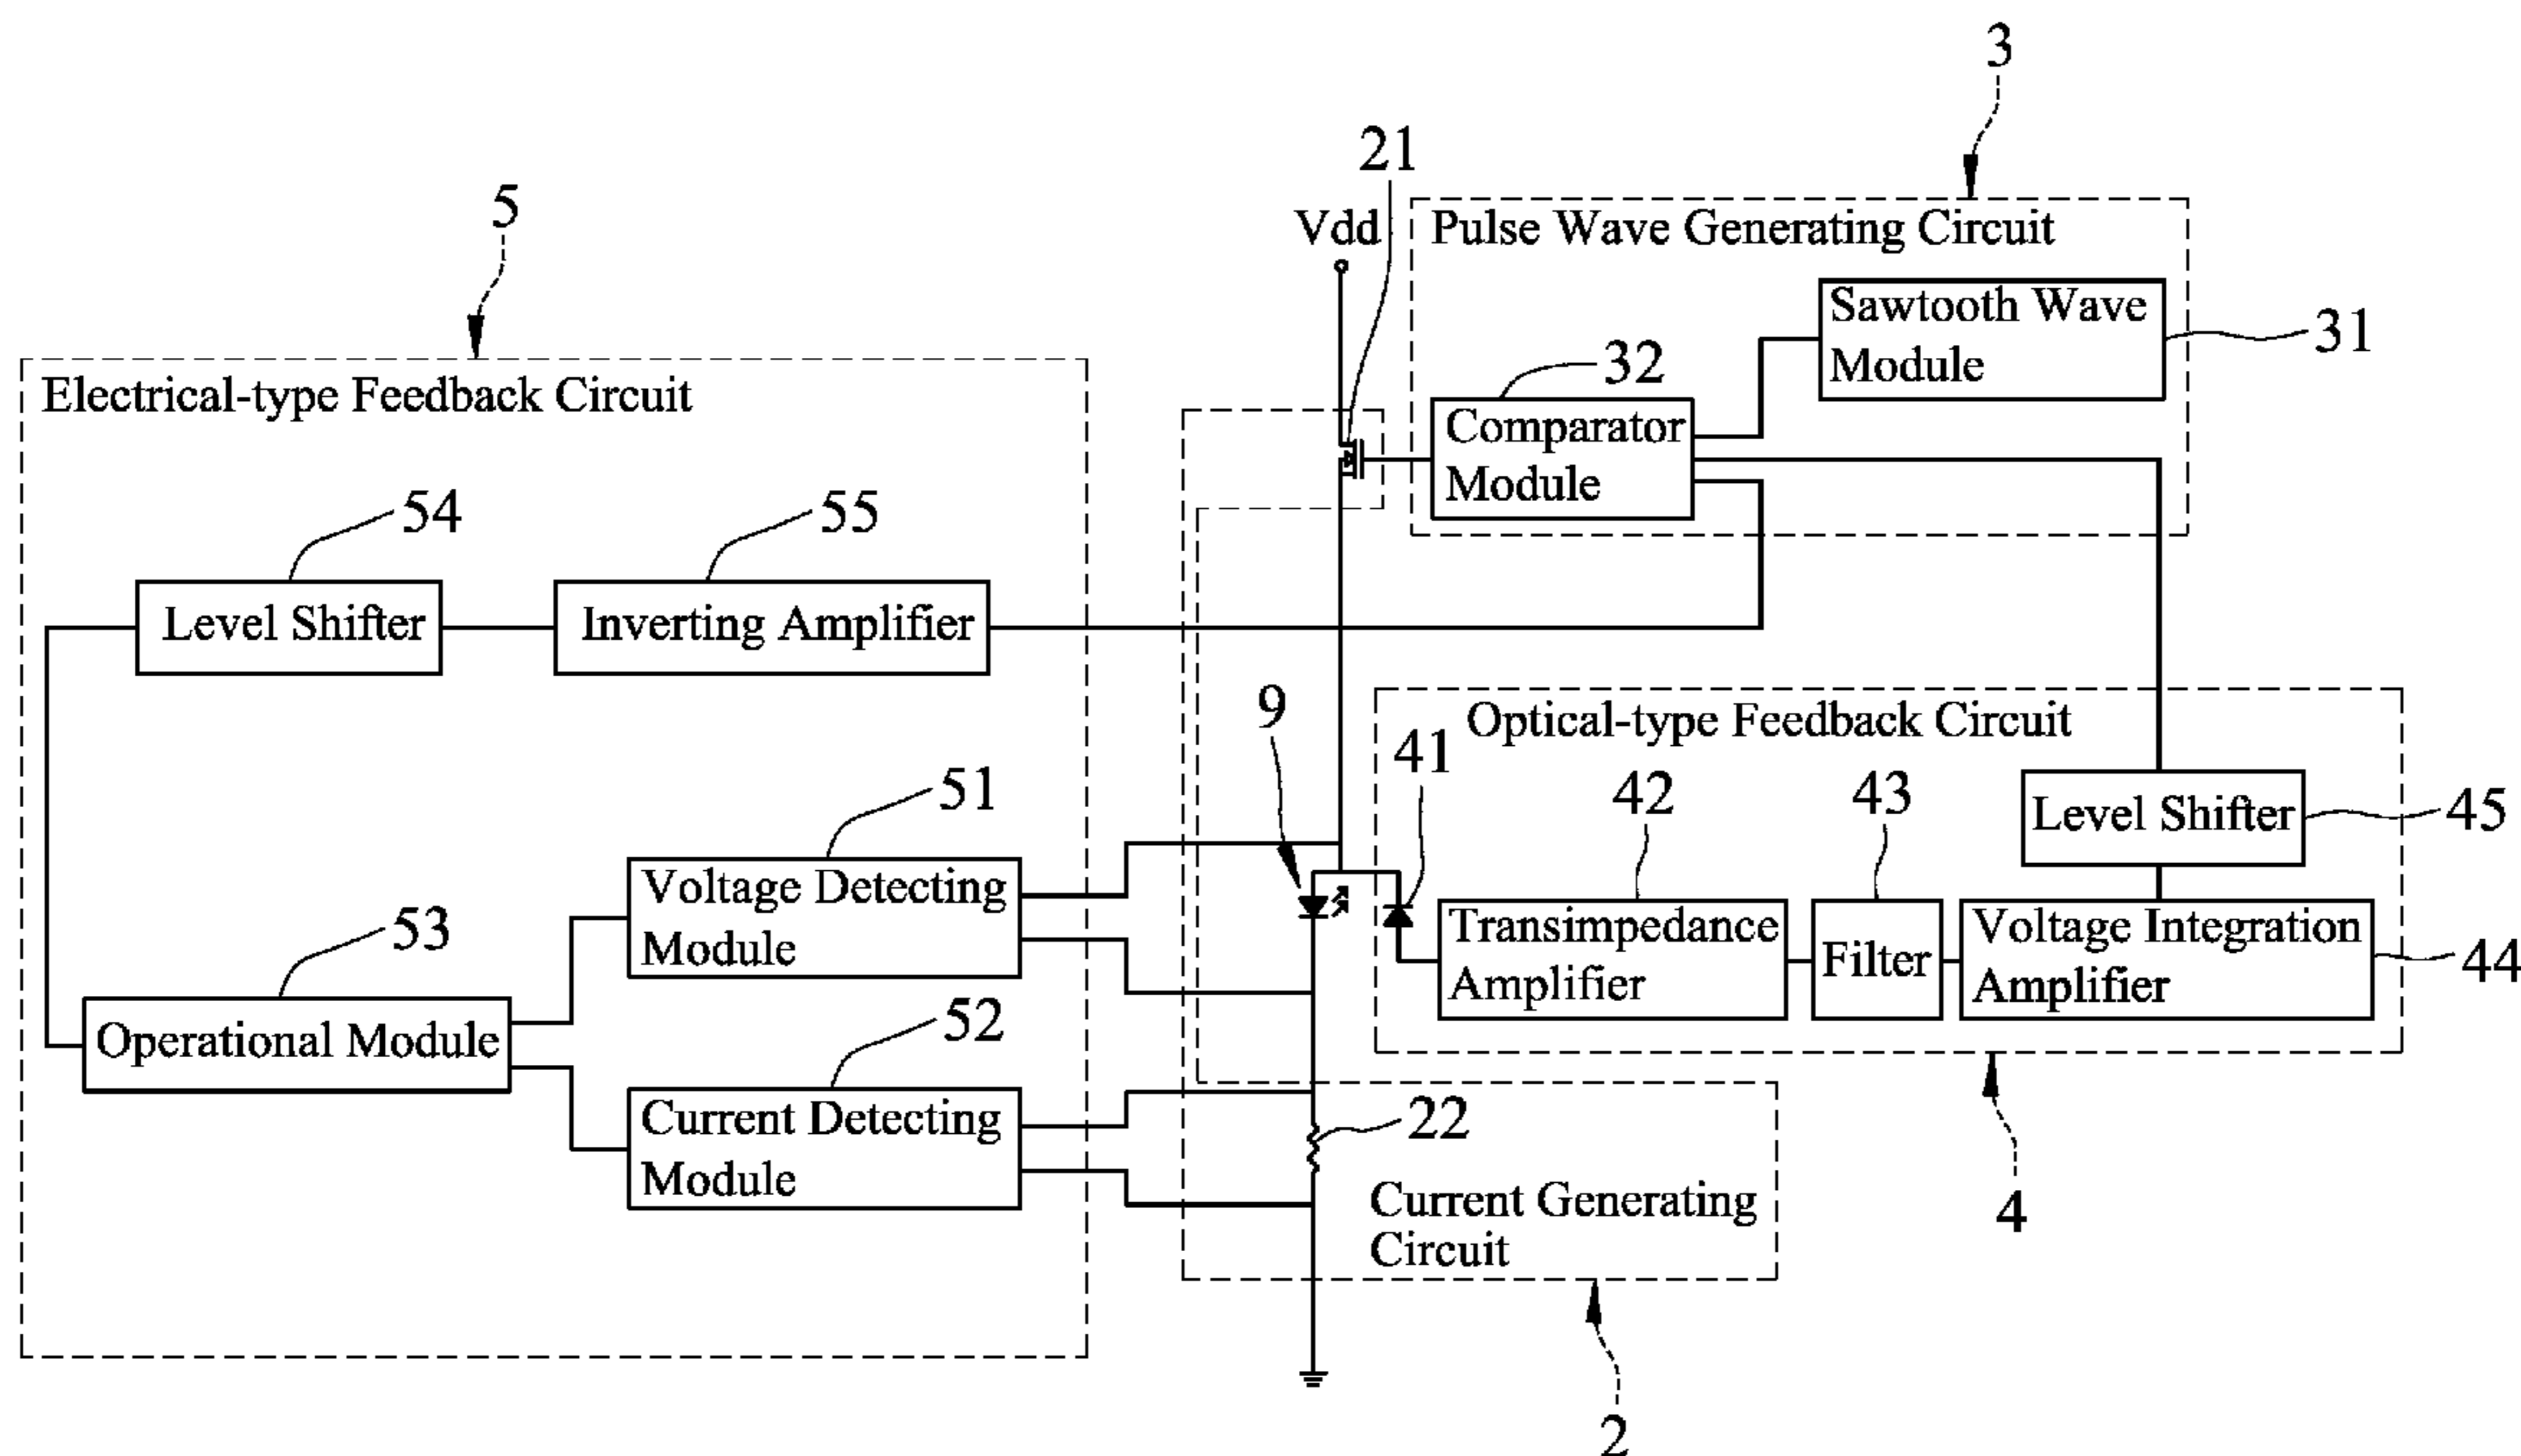 3
21
5
Vdd
Pulse Wave Generating Circuit
Sawtooth Wave
Module
31
32
Comparator
Module
Electrical-type Feedback Circuit
54
55
Level Shifter
Inverting Amplifier
9
Optical-type Feedback Circuit
41
42
43
Level Shifter
45
51
Voltage Detecting
Module
Transimpedance
Amplifier
Filter
Voltage Integration
Amplifier
44
53
Operational Module
52
Current Detecting
Module
22
Current Generating
Circuit
4
2